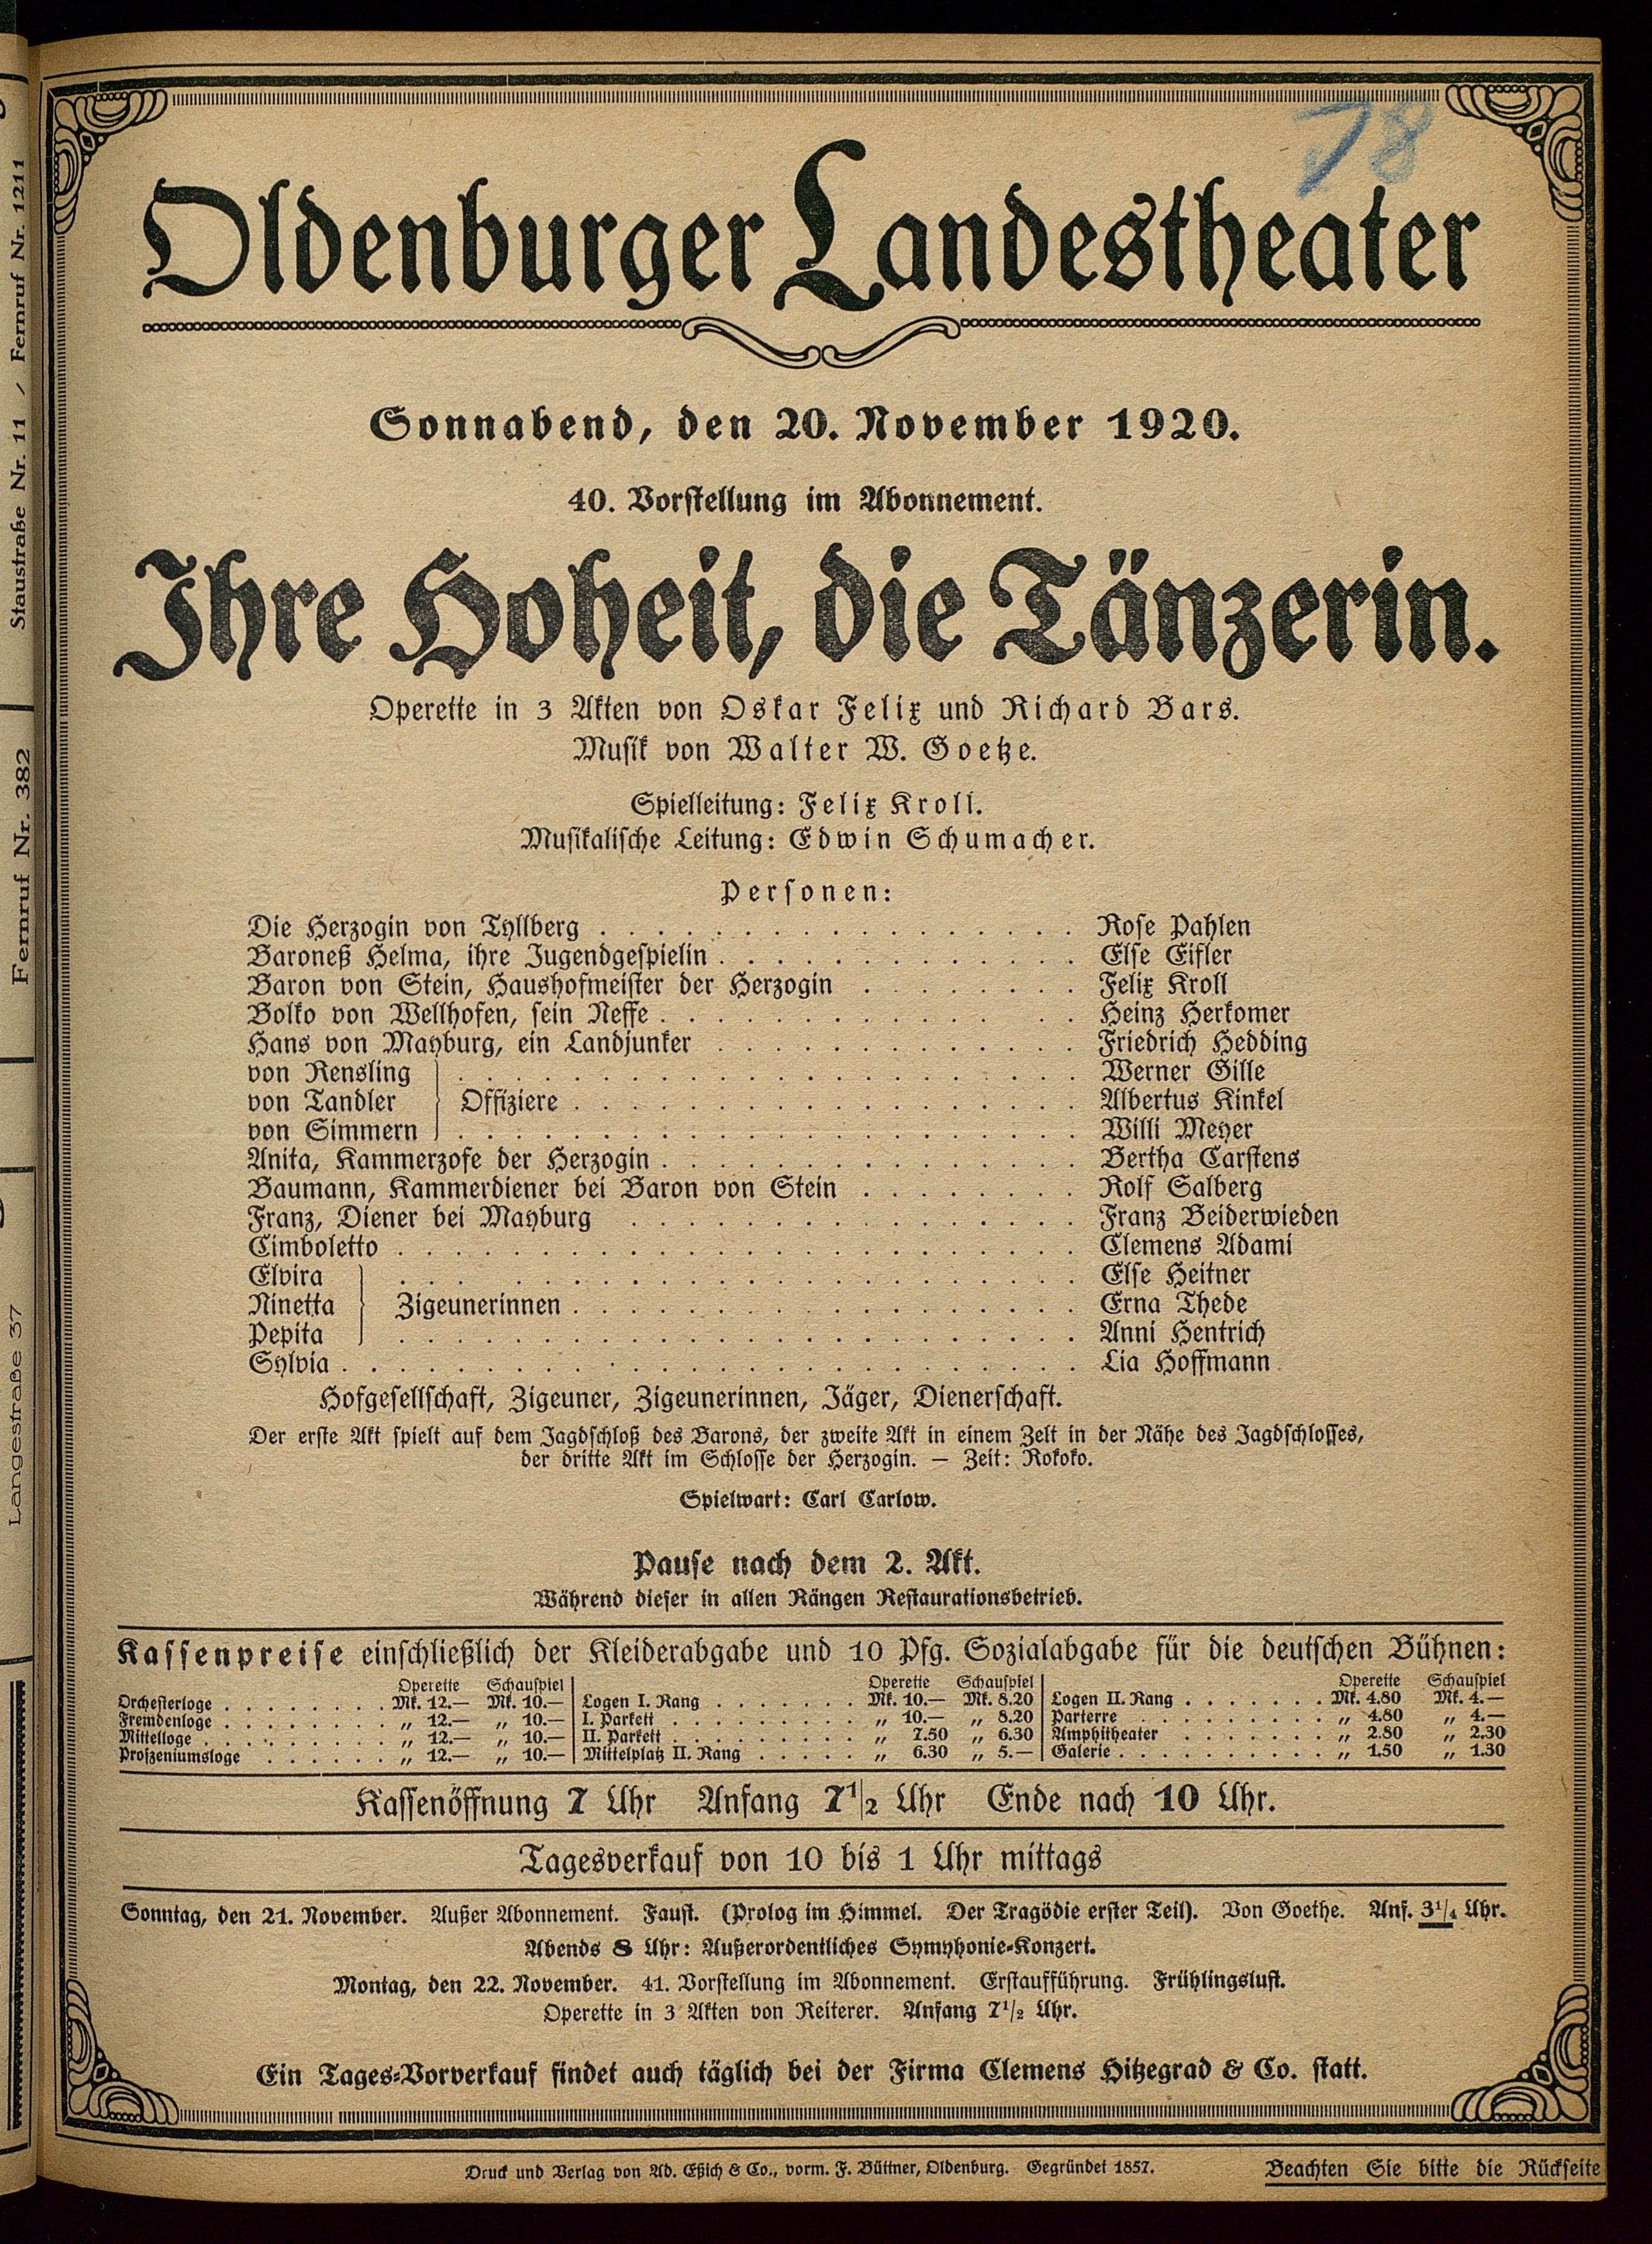 78
Oldenburger Landestheater
Sonnabend, den 20. November 1920.
40. Vorstellung im Abonnement.
Ihre Hoheit, die Tänzerin.
Operette in 3 Akten von Oskar Felix und Richard Bars.
Musik von Walter W. Goetze.
Spielleitung: Felix Kroll.
Musikalische Leitung: Edwin Schumacher.
Personen:
Die Herzogin von Tyllberg . . . . . . . . . . . . . . . . . Rose Pahlen
Baroneß Helma, ihre Jugendgespielin . . . . . . . . . . . . . Else Eifler
Baron von Stein, Haushofmeister der Herzogin . . . . . . . . Felix Kroll
Bolko von Wellhofen, sein Neffe . . . . . . . . . . . . . . Heinz Herkomer
Hans von Mayburg, ein Landjunker . . . . . . . . . . . . . Friedrich Hedding
von Rensling . . . . . . . . . . . . . . . . . . . . . . Werner Gille
von Tandler } Offiziere . . . . . . . . . . . . . . . . . . Albertus Kinkel
von Simmern . . . . . . . . . . . . . . . . . . . . . . Willi Meyer
Anita, Kammerzofe der Herzogin . . . . . . . . . . . . . . . Bertha Carstens
Baumann, Kammerdiener bei Baron von Stein . . . . . . . . Rolf Salberg
Franz, Diener bei Mayburg . . . . . . . . . . . . . . . . Franz Beiderwieden
Cimboletto . . . . . . . . . . . . . . . . . . . . . . . . Clemens Adami
Elvira . . . . . . . . . . . . . . . . . . . . . . . . Else Heitner
Ninetta } Zigeunerinnen . . . . . . . . . . . . . . . . . . Erna Thede
Pepita . . . . . . . . . . . . . . . . . . . . . . . . Anni Hentrich
Sylvia . . . . . . . . . . . . . . . . . . . . . . . . . . Lia Hoffmann
Hofgesellschaft, Zigeuner, Zigeunerinnen, Jäger, Dienerschaft.
Der erste Akt spielt auf dem Jagdschloß des Barons, der zweite Akt in einem Zelt in der Nähe des Jagdschlosses,
der dritte Akt im Schlosse der Herzogin. — Zeit: Rokoko.
Spielwart: Carl Carlow.
Pause nach dem 2. Akt.
Während dieser in allen Rängen Restaurationsbetrieb.
Kassenpreise einschließlich der Kleiderabgabe und 10 Pfg. Sozialabgabe für die deutschen Bühnen:
Operette Schauspiel Operette Schauspiel Operette Schauspiel
Orchesterloge . . . . . . . . Mk. 12.— Mk. 10.— Logen I. Rang . . . . . . . Mk. 10.— Mk. 8.20 Logen II. Rang . . . . . . . Mk. 4.80 Mk. 4.—
Fremdenloge . . . . . . . . „ 12.— „ 10.— I. Parkett . . . . . . . . . „ 10.— „ 8.20 Parterre . . . . . . . . . „ 4.80 „ 4.—
Mittelloge . . . . . . . . . „ 12.— „ 10.— II. Parkett . . . . . . . . . „ 7.50 „ 6.30 Amphitheater . . . . . . . „ 2.80 „ 2.30
Proszeniumsloge . . . . . . „ 12.— „ 10.— Mittelplatz II. Rang . . . . . „ 6.30 „ 5.— Galerie . . . . . . . . . . „ 1.50 „ 1.30
Kassenöffnung 7 Uhr Anfang 7 1/2 Uhr Ende nach 10 Uhr.
Tagesverkauf von 10 bis 1 Uhr mittags
Sonntag, den 21. November. Außer Abonnement. Faust. (Prolog im Himmel. Der Tragödie erster Teil). Von Goethe. Anf. 3 1/4 Uhr.
Abends 8 Uhr: Außerordentliches Symyhonie-Konzert.
Montag, den 22. November. 41. Vorstellung im Abonnement. Erstaufführung. Frühlingsluft.
Operette in 3 Akten von Reiterer. Anfang 7 1/2 Uhr.
Ein Tages-Vorverkauf findet auch täglich bei der Firma Clemens Hitzegrad & Co. statt.
Druck und Verlag von Ad. Eßich & Co., vorm. F. Büttner, Oldenburg. Gegründet 1857.
Beachten Sie bitte die Rückseite
Staustraße Nr. 11 / Fernruf Nr. 1211
Fernruf Nr. 382
Langestraße 37